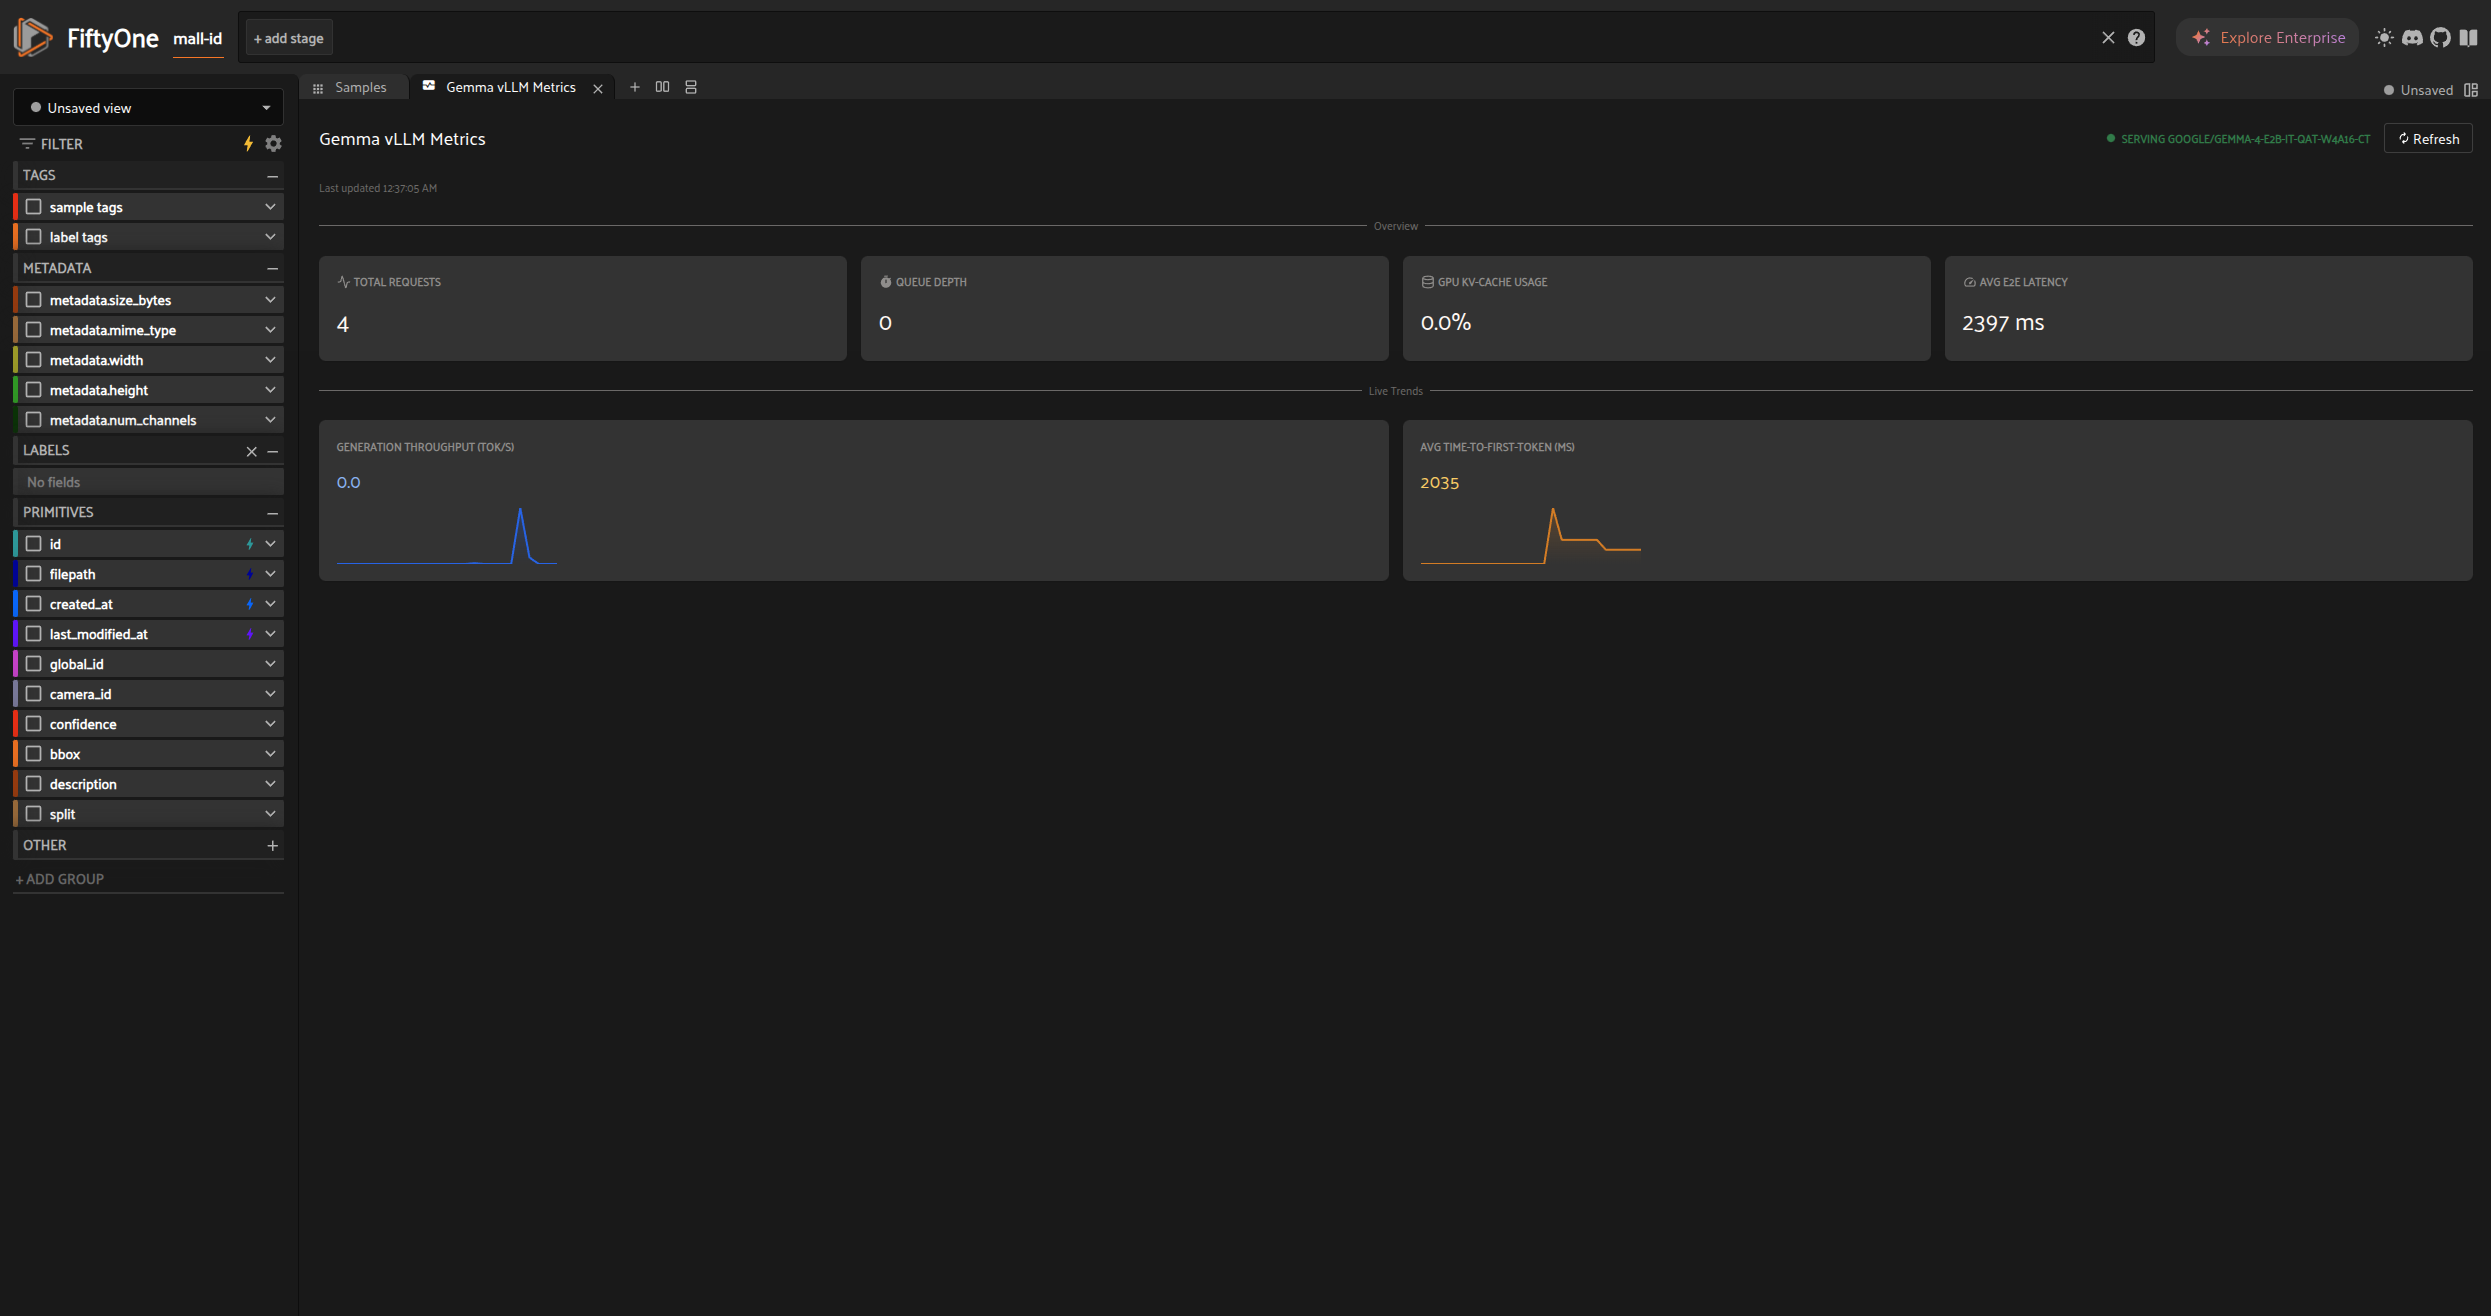 FiftyOne
mall-id
+ add stage
Explore Enterprise
Unsaved view
FILTER
TAGS
sample tags
label tags
METADATA
metadata.size_bytes
metadata.mime_type
metadata.width
metadata.height
metadata.num_channels
LABELS
No fields
PRIMITIVES
id
filepath
created_at
last_modified_at
global_id
camera_id
confidence
bbox
description
split
OTHER
+ ADD GROUP
Samples
Gemma vLLM Metrics
Unsaved
Gemma vLLM Metrics
SERVING GOOGLE/GEMMA-4-E2B-IT-QAT-W4A16-CT
Refresh
Last updated 12:37:05 AM
Overview
TOTAL REQUESTS
4
QUEUE DEPTH
0
GPU KV-CACHE USAGE
0.0%
AVG E2E LATENCY
2397 ms
Live Trends
GENERATION THROUGHPUT (TOK/S)
0.0
AVG TIME-TO-FIRST-TOKEN (MS)
2035